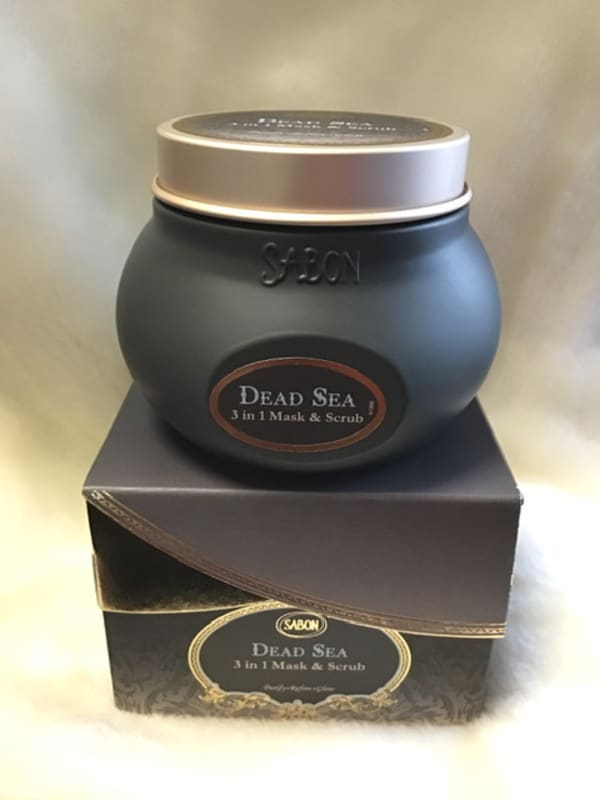 DEAD SEA
3 in 1 Mask & Scrub
SABON
DEAD SEA
3 in 1 Mask & Scrub
SABON
DEAD SEA
3 in 1 Mask & Scrub
Purify • Refine • Glow